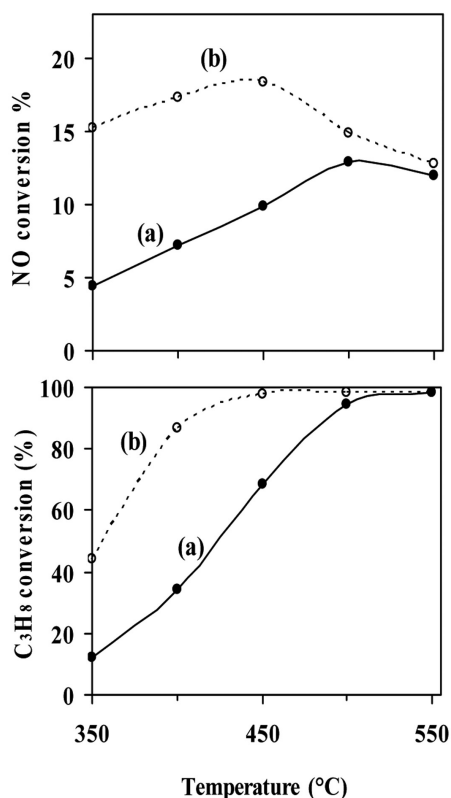 NO conversion %
20
15
10
5
0
(b)
(a)
C₃H₈ conversion (%)
100
80
60
40
20
0
(b)
(a)
350 450 550
Temperature (°C)